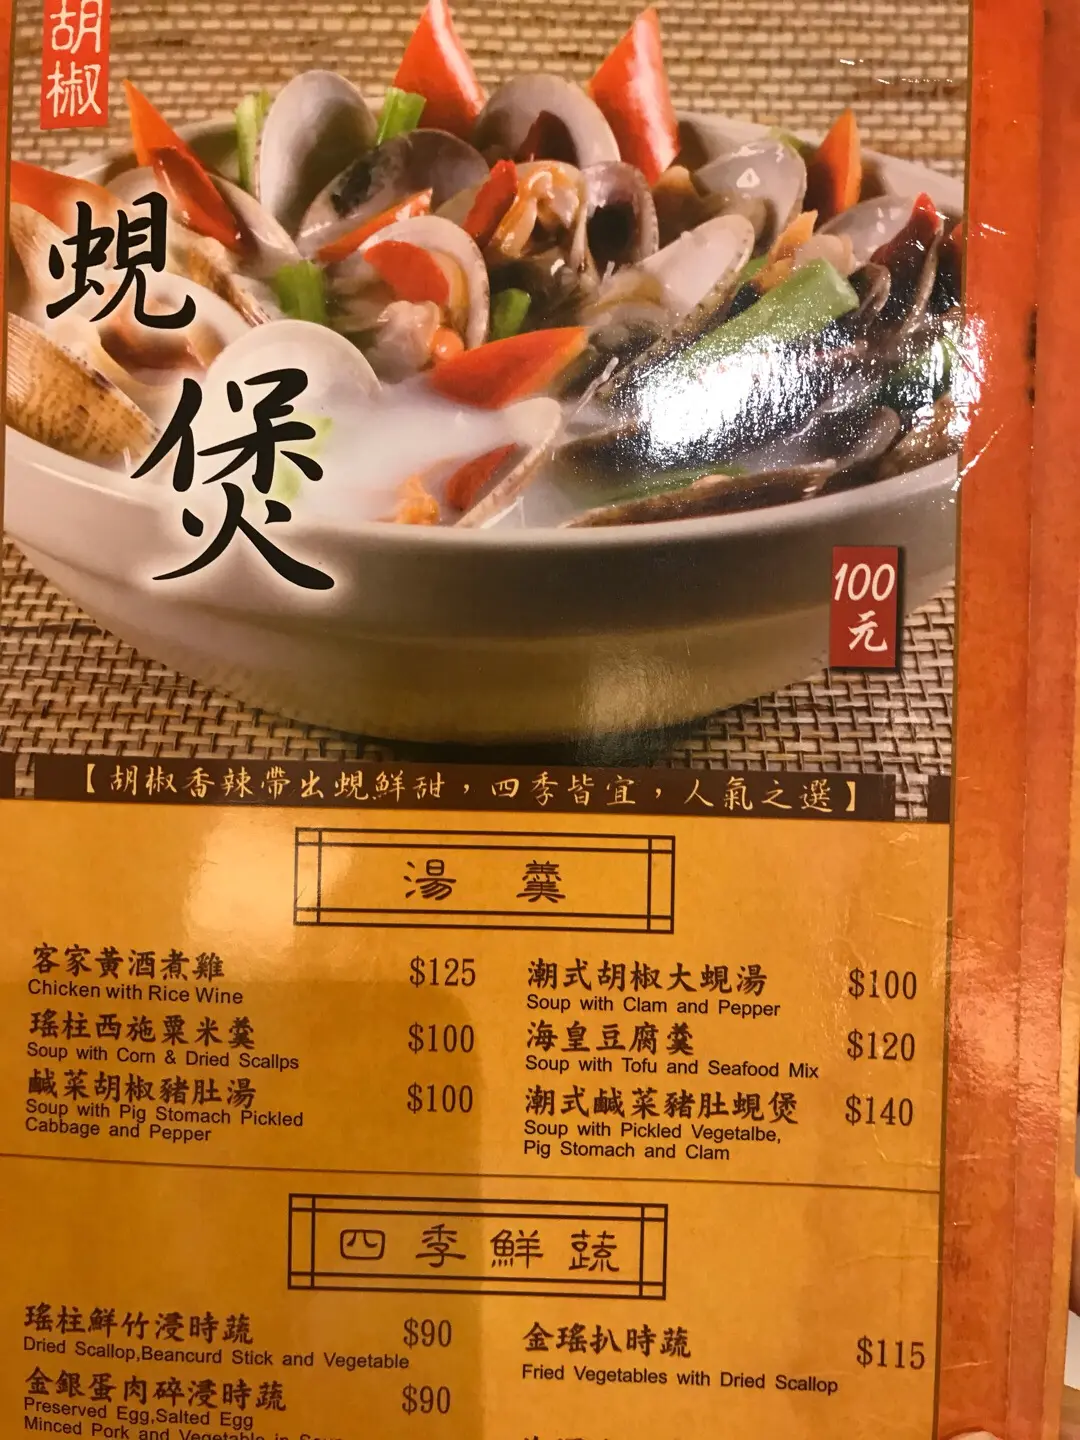 胡椒
蜆
煲
100
元
【胡椒香辣帶出蜆鮮甜，四季皆宜，人氣之選】
湯羹
客家黃酒煮雞 $125
Chicken with Rice Wine
瑤柱西施粟米羹 $100
Soup with Corn & Dried Scallps
鹹菜胡椒豬肚湯 $100
Soup with Pig Stomach Pickled
Cabbage and Pepper
潮式胡椒大蜆湯 $100
Soup with Clam and Pepper
海皇豆腐羹 $120
Soup with Tofu and Seafood Mix
潮式鹹菜豬肚蜆煲 $140
Soup with Pickled Vegetalbe,
Pig Stomach and Clam
四季鮮蔬
瑤柱鮮竹浸時蔬 $90
Dried Scallop,Beancurd Stick and Vegetable
金銀蛋肉碎浸時蔬 $90
Preserved Egg,Salted Egg
Minced Pork and Vegetable in
金瑤扒時蔬 $115
Fried Vegetables with Dried Scallop